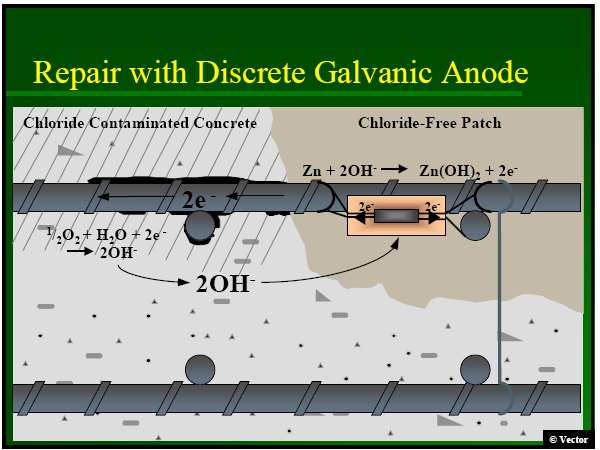 Repair with Discrete Galvanic Anode
Chloride Contaminated Concrete
Chloride-Free Patch
Zn + 2OH⁻ → Zn(OH)₂ + 2e⁻
2e⁻
2e⁻
2e⁻
¹/₂O₂ + H₂O + 2e⁻
→ 2OH⁻
2OH⁻
© Vector